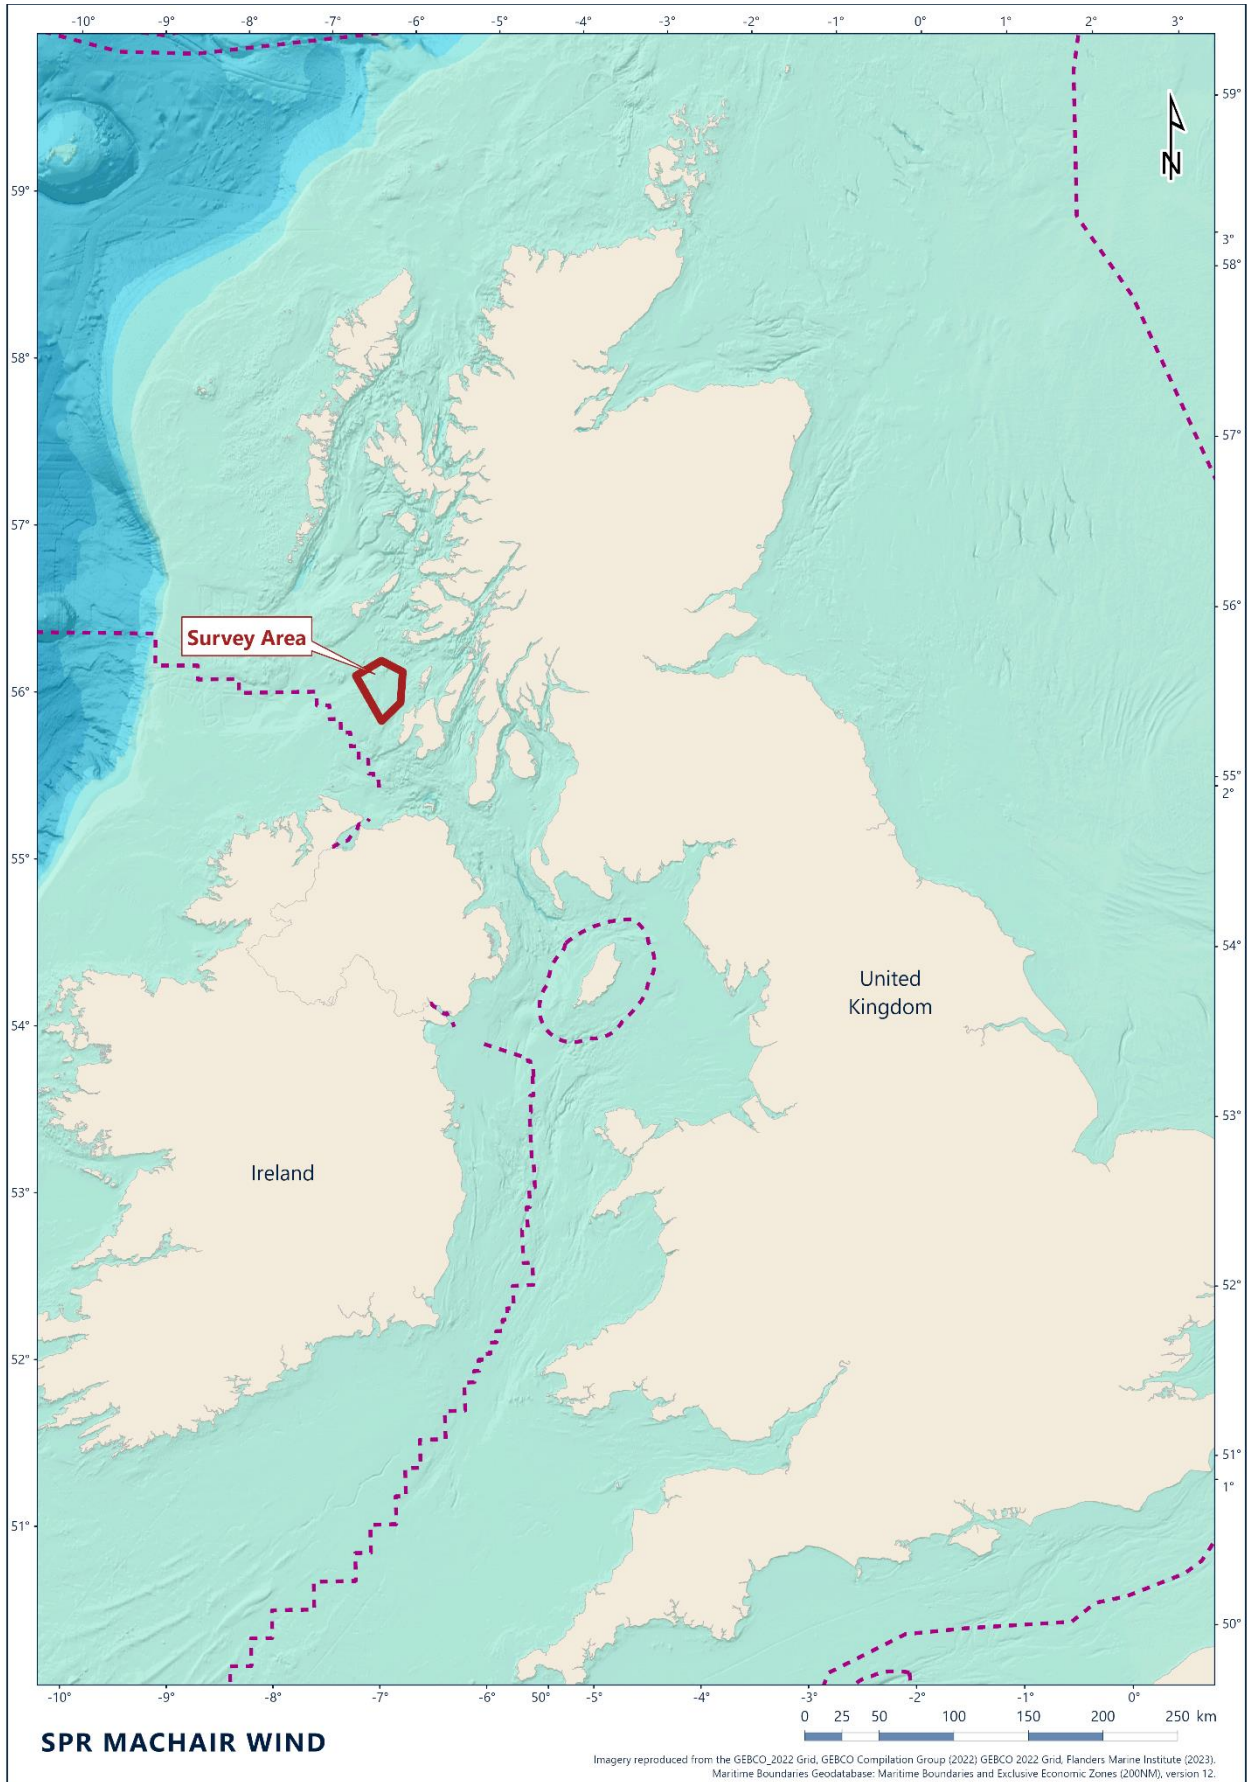 -10° -9° -8° -7° -6° -5° -4° -3° -2° -1° 0° 1° 2° 3°
59°
N
59°
3°
58°
58°
57°
57°
56°
Survey Area
56°
55°
2°
55°
54°
United
Kingdom
54°
53°
Ireland
53°
52°
52°
51°
1°
51°
50°
-10° -9° -8° -7° -6° 50° -5° -4° -3° -2° -1° 0°
0 25 50 100 150 200 250 km
SPR MACHAIR WIND
Imagery reproduced from the GEBCO_2022 Grid, GEBCO Compilation Group (2022) GEBCO 2022 Grid, Flanders Marine Institute (2023).
Maritime Boundaries Geodatabase: Maritime Boundaries and Exclusive Economic Zones (200NM), version 12.